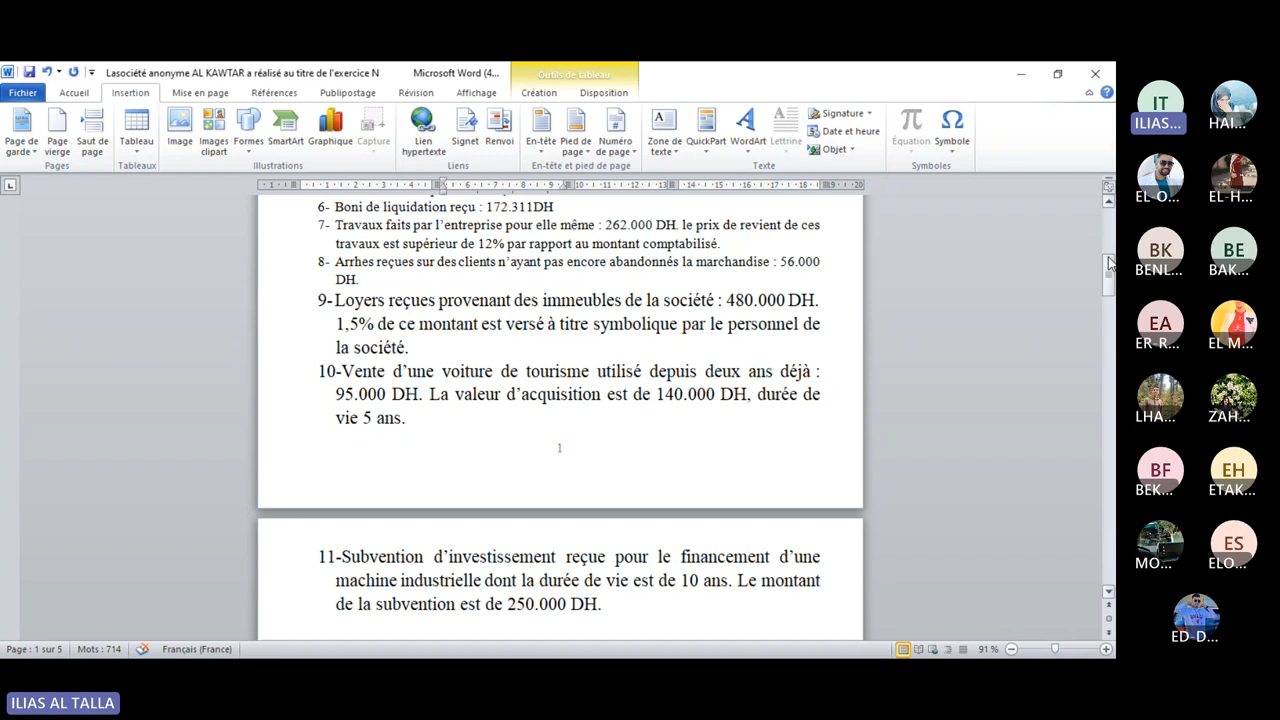 Lasociété anonyme AL KAWTAR a réalisé au titre de l'exercice N Microsoft Word (4... Outils de tableau
Fichier Accueil Insertion Mise en page Références Publipostage Révision Affichage Création Disposition
Page de garde Page vierge Saut de page Tableau Image Images clipart Formes SmartArt Graphique Capture Lien hypertexte Signet Renvoi En-tête Pied de page Numéro de page Zone de texte QuickPart WordArt Lettrine Signature Date et heure Objet Équation Symbole
Pages Tableaux Illustrations Liens En-tête et pied de page Texte Symboles
6- Boni de liquidation reçu : 172.311DH
7- Travaux faits par l'entreprise pour elle même : 262.000 DH. le prix de revient de ces
travaux est supérieur de 12% par rapport au montant comptabilisé.
8- Arrhes reçues sur des clients n'ayant pas encore abandonnés la marchandise : 56.000
DH.
9- Loyers reçues provenant des immeubles de la société : 480.000 DH.
1,5% de ce montant est versé à titre symbolique par le personnel de
la société.
10-Vente d'une voiture de tourisme utilisé depuis deux ans déjà :
95.000 DH. La valeur d'acquisition est de 140.000 DH, durée de
vie 5 ans.
1
11-Subvention d'investissement reçue pour le financement d'une
machine industrielle dont la durée de vie est de 10 ans. Le montant
de la subvention est de 250.000 DH.
Page : 1 sur 5 Mots : 714 Français (France) 91 %
IT
ILIAS... HAI...
EL-O... EL-H...
BK BE
BENL... BAK...
EA
ER-R... EL M...
LHA... ZAH...
BF EH
BEK... ETAK...
ES
MO... ELO...
ED-D...
ILIAS AL TALLA